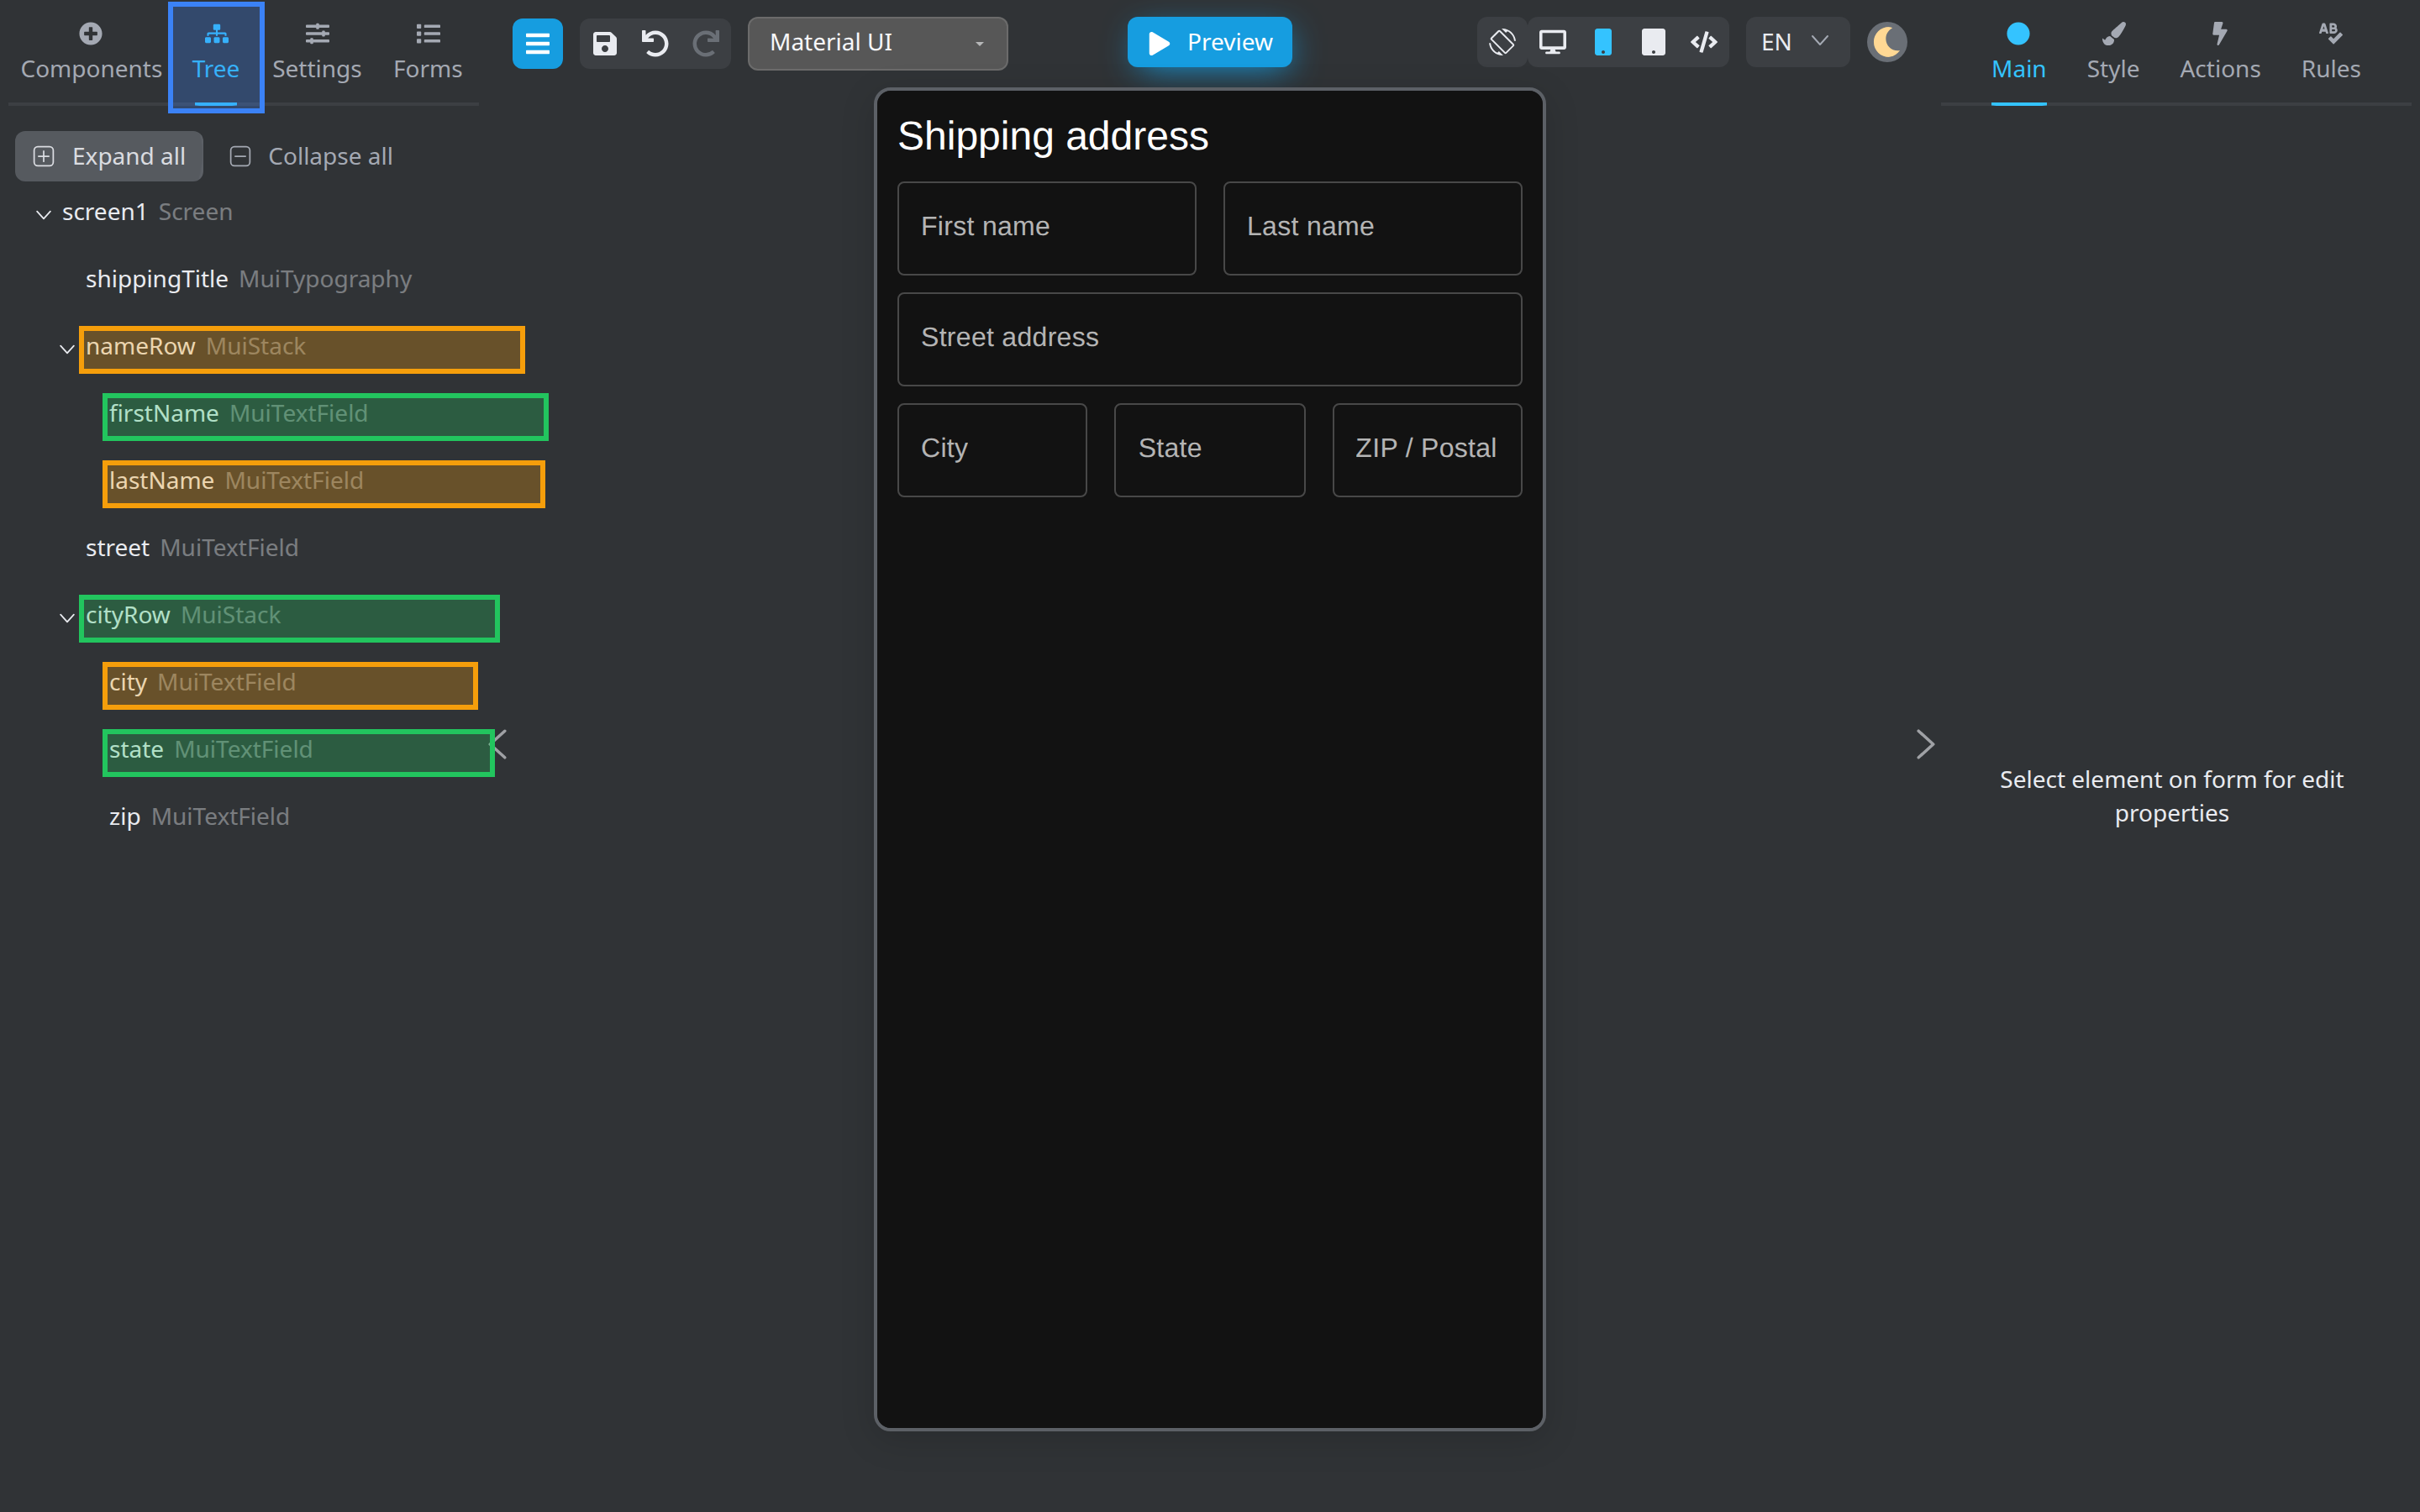 Components Tree Settings Forms
Material UI
Preview
EN
Main Style Actions Rules
Expand all Collapse all
screen1 Screen
shippingTitle MuiTypography
nameRow MuiStack
firstName MuiTextField
lastName MuiTextField
street MuiTextField
cityRow MuiStack
city MuiTextField
state MuiTextField
zip MuiTextField
Shipping address
First name Last name
Street address
City State ZIP / Postal
Select element on form for edit
properties